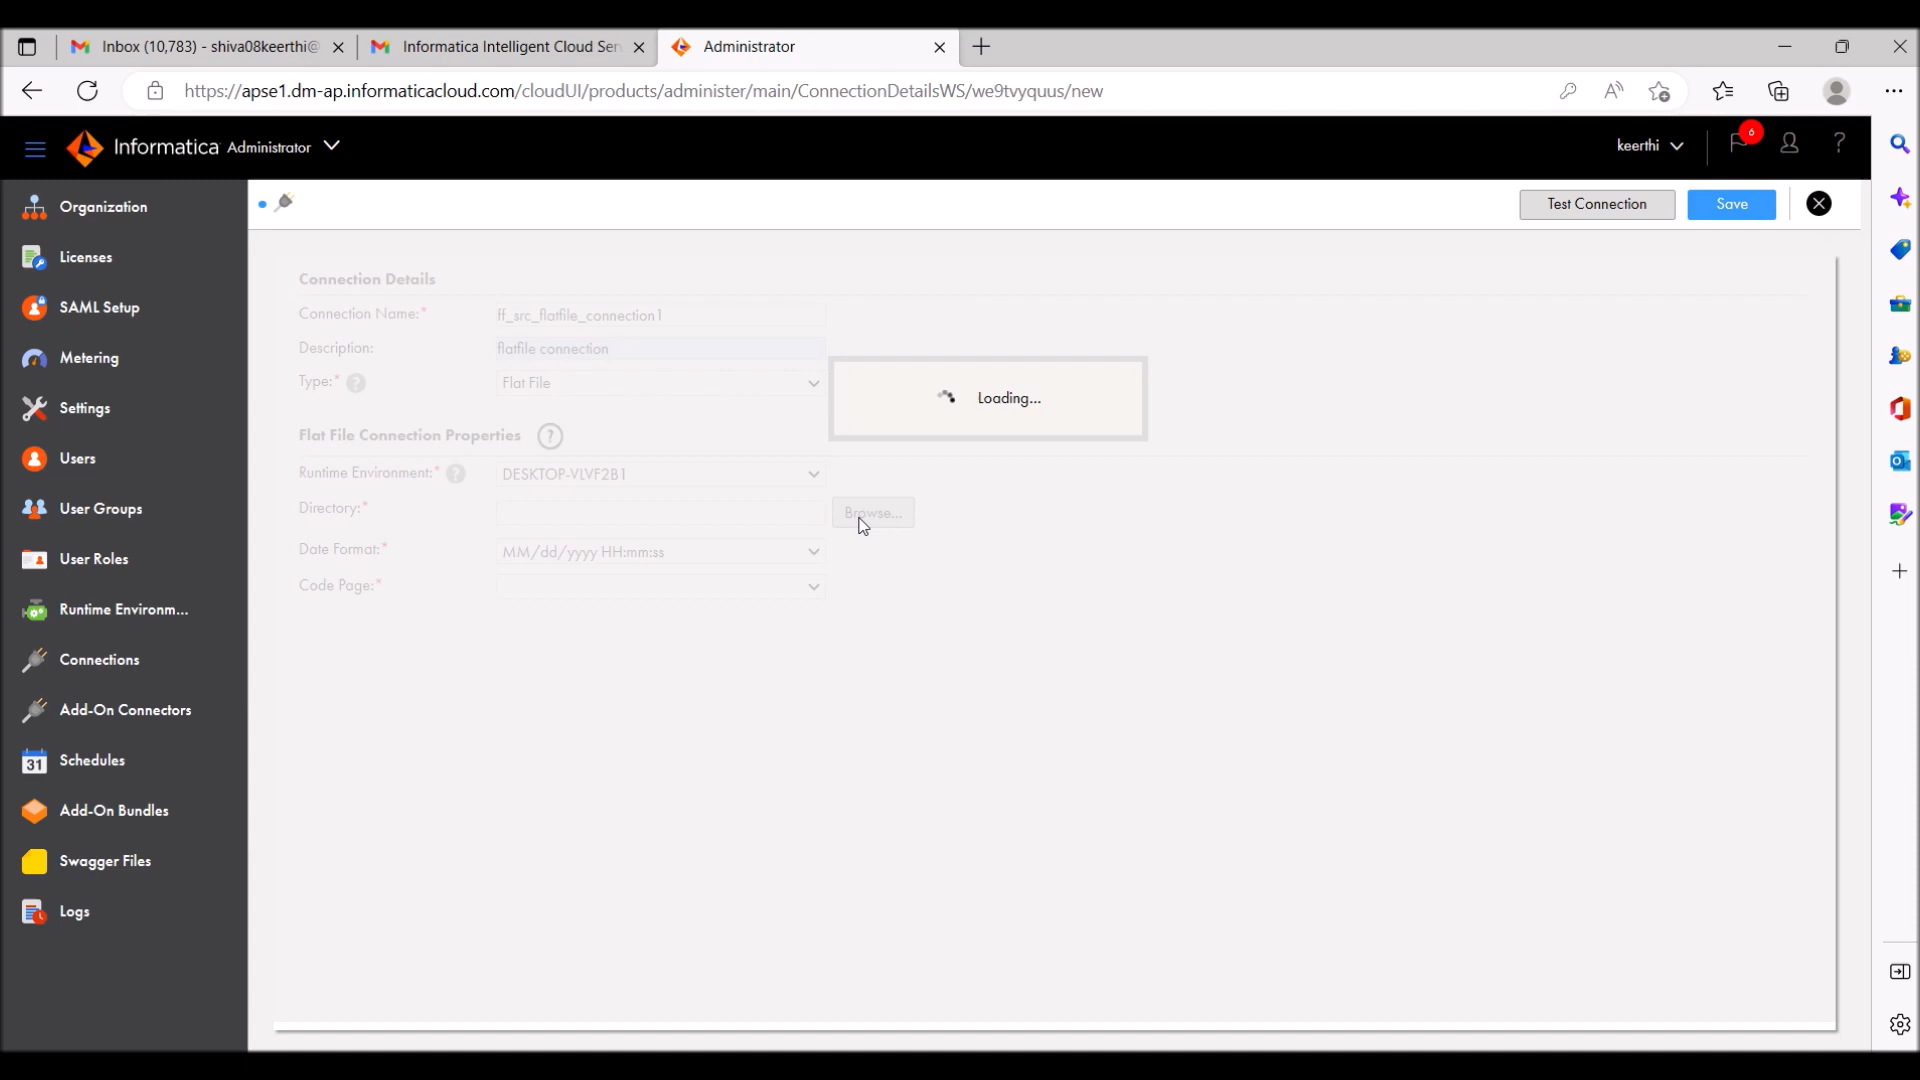 Inbox (10,783) - shiva08keerthi@
Informatica Intelligent Cloud Ser
Administrator
https://apse1.dm-ap.informaticacloud.com/cloudUI/products/administer/main/ConnectionDetailsWS/we9tvyquus/new
Informatica Administrator
keerthi
6
?
Organization
Licenses
SAML Setup
Metering
Settings
Users
User Groups
User Roles
Runtime Environm...
Connections
Add-On Connectors
31
Schedules
Add-On Bundles
Swagger Files
Logs
Test Connection
Save
Connection Details
Connection Name:* ff_src_flatfile_connection1
Description: flatfile connection
Type:* ? Flat File
Loading...
Flat File Connection Properties ?
Runtime Environment:* ? DESKTOP-VLVF2B1
Directory:* Browse...
Date Format:* MM/dd/yyyy HH:mm:ss
Code Page:*